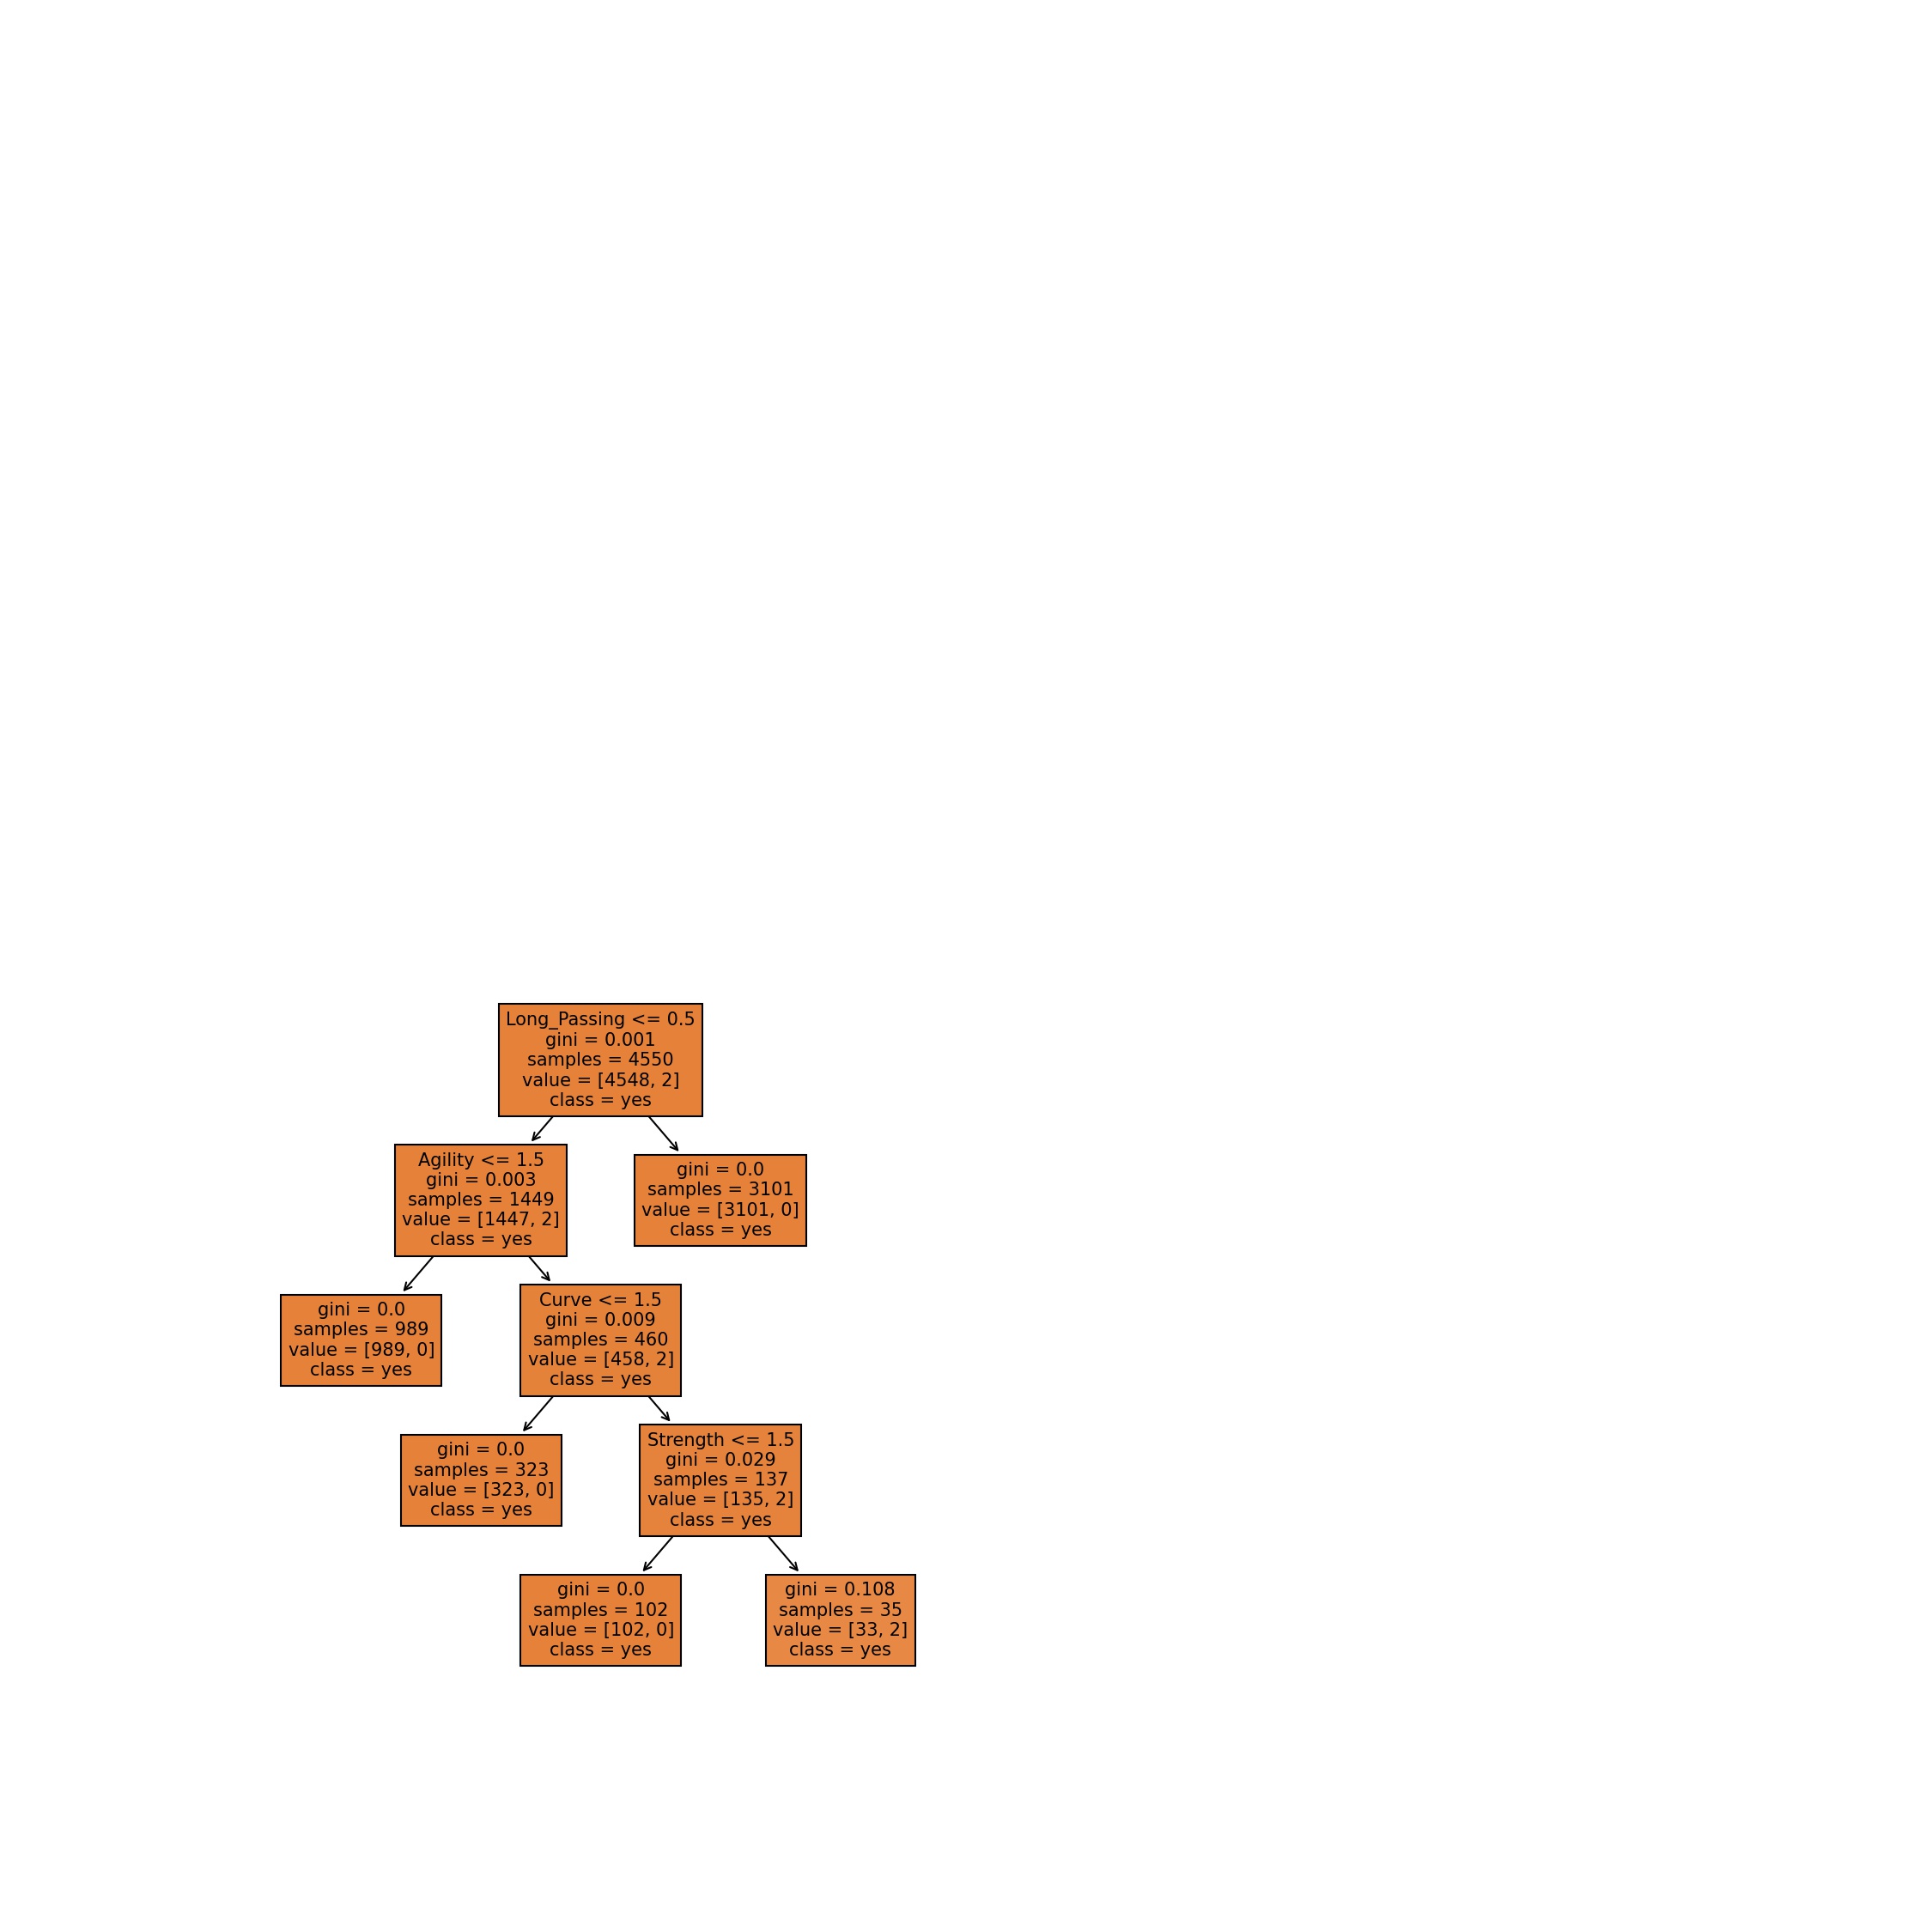 Long_Passing <= 0.5
gini = 0.001
samples = 4550
value = [4548, 2]
class = yes
Agility <= 1.5
gini = 0.003
samples = 1449
value = [1447, 2]
class = yes
gini = 0.0
samples = 3101
value = [3101, 0]
class = yes
gini = 0.0
samples = 989
value = [989, 0]
class = yes
Curve <= 1.5
gini = 0.009
samples = 460
value = [458, 2]
class = yes
gini = 0.0
samples = 323
value = [323, 0]
class = yes
Strength <= 1.5
gini = 0.029
samples = 137
value = [135, 2]
class = yes
gini = 0.0
samples = 102
value = [102, 0]
class = yes
gini = 0.108
samples = 35
value = [33, 2]
class = yes